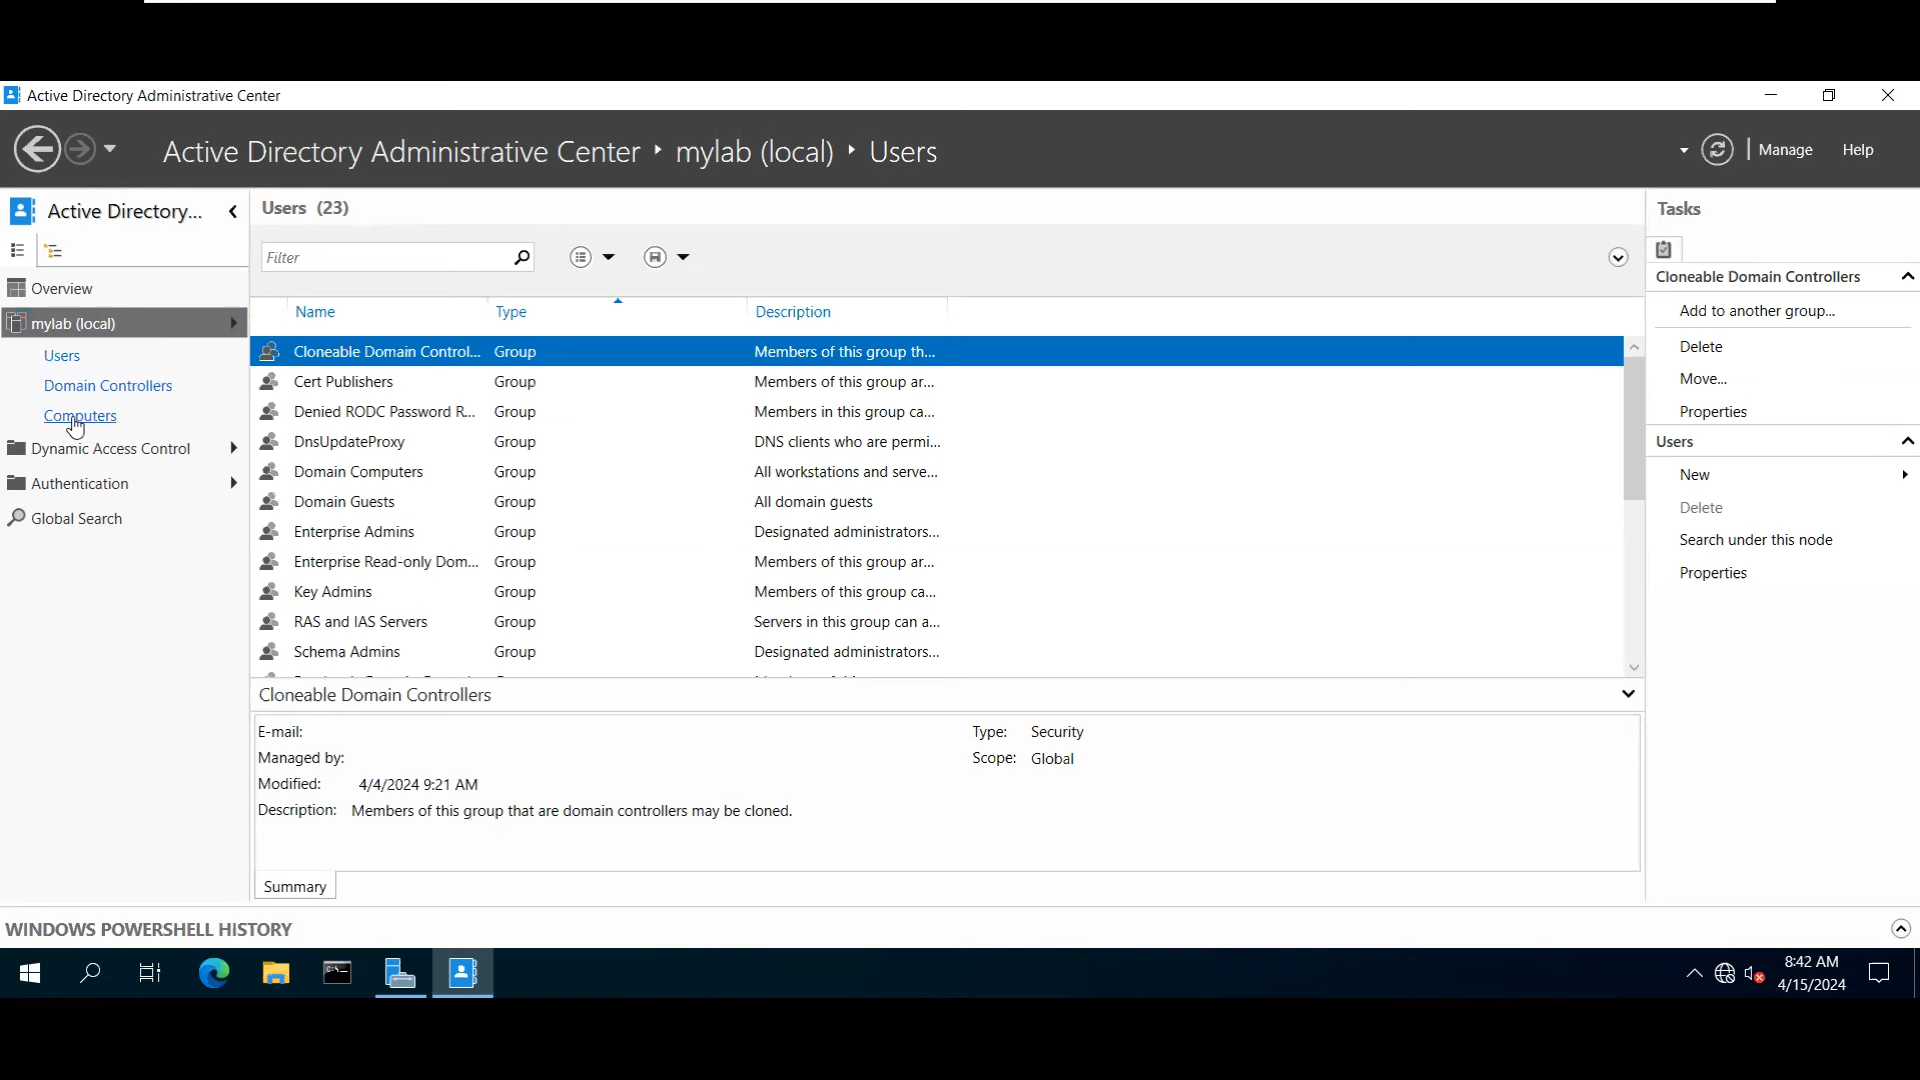 Active Directory Administrative Center
Active Directory Administrative Center
mylab (local)
Users
Manage
Help
Active Directory...
Overview
mylab (local)
Users
Domain Controllers
Computers
Dynamic Access Control
Authentication
Global Search
Users (23)
Filter
Name Type Description
Cloneable Domain Control... Group Members of this group th...
Cert Publishers Group Members of this group ar...
Denied RODC Password R... Group Members in this group ca...
DnsUpdateProxy Group DNS clients who are permi...
Domain Computers Group All workstations and serve...
Domain Guests Group All domain guests
Enterprise Admins Group Designated administrators...
Enterprise Read-only Dom... Group Members of this group ar...
Key Admins Group Members of this group ca...
RAS and IAS Servers Group Servers in this group can a...
Schema Admins Group Designated administrators...
Cloneable Domain Controllers
E-mail:
Managed by:
Modified: 4/4/2024 9:21 AM
Description: Members of this group that are domain controllers may be cloned.
Type: Security
Scope: Global
Summary
Tasks
Cloneable Domain Controllers
Add to another group...
Delete
Move...
Properties
Users
New
Delete
Search under this node
Properties
WINDOWS POWERSHELL HISTORY
8:42 AM
4/15/2024